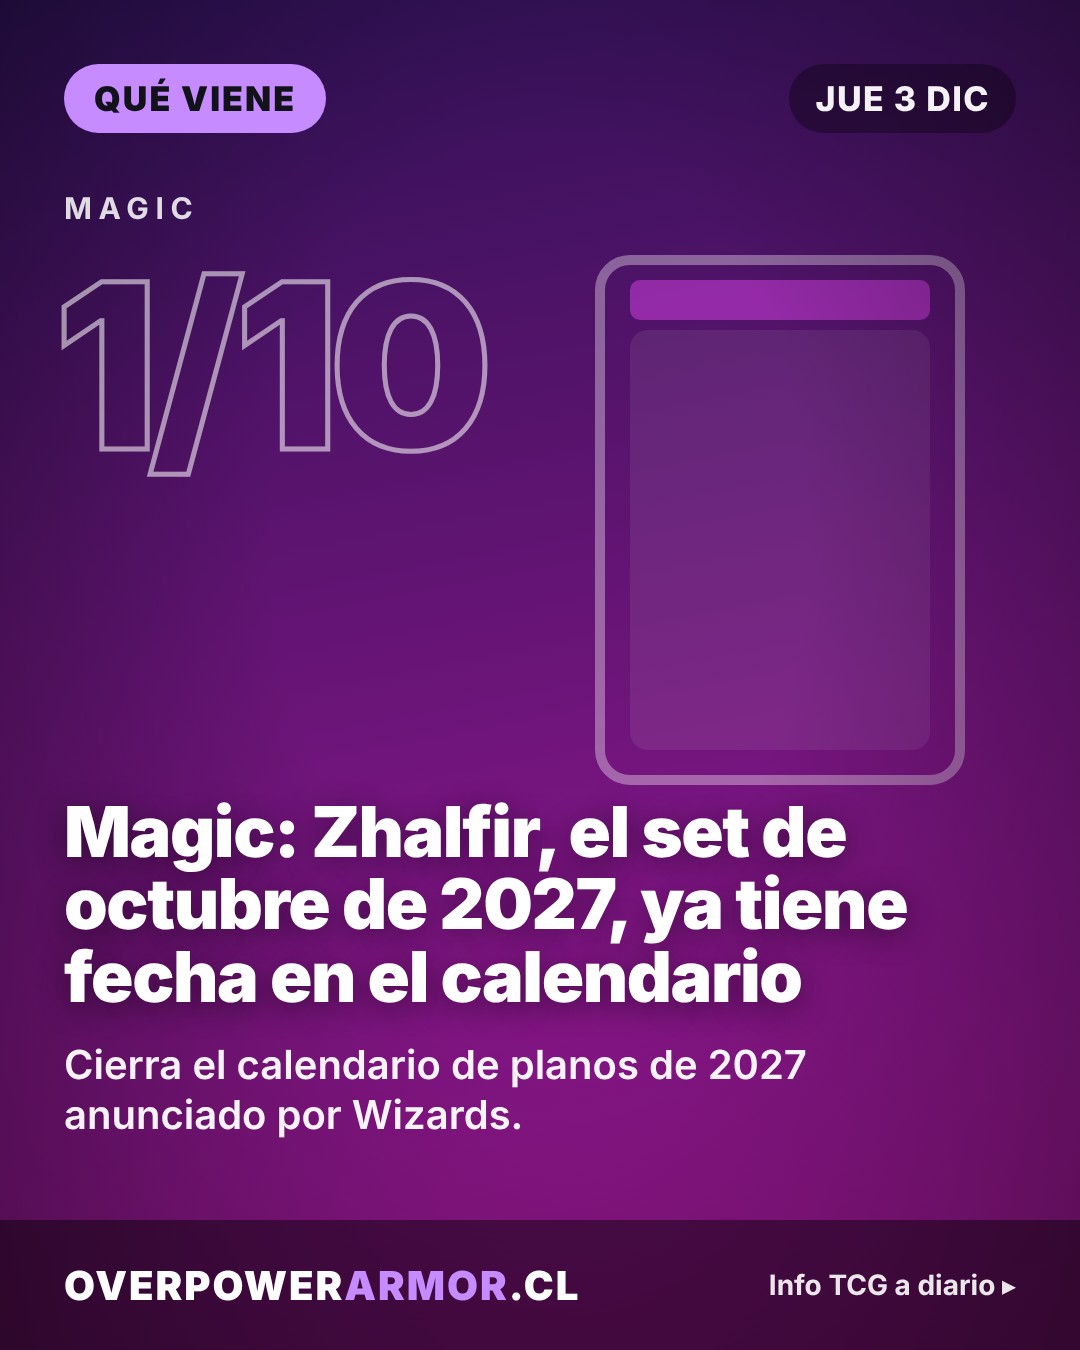 QUÉ VIENE
JUE 3 DIC
MAGIC
1/10
Magic: Zhalfir, el set de
octubre de 2027, ya tiene
fecha en el calendario
Cierra el calendario de planos de 2027
anunciado por Wizards.
OVERPOWERARMOR.CL
Info TCG a diario ▸